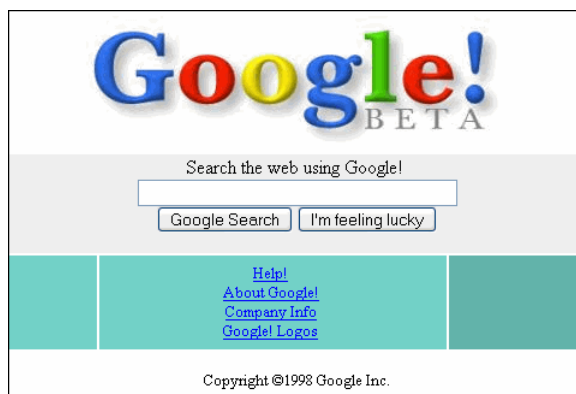 Google!
BETA
Search the web using Google!
Google Search I'm feeling lucky
Help!
About Google!
Company Info
Google! Logos
Copyright ©1998 Google Inc.